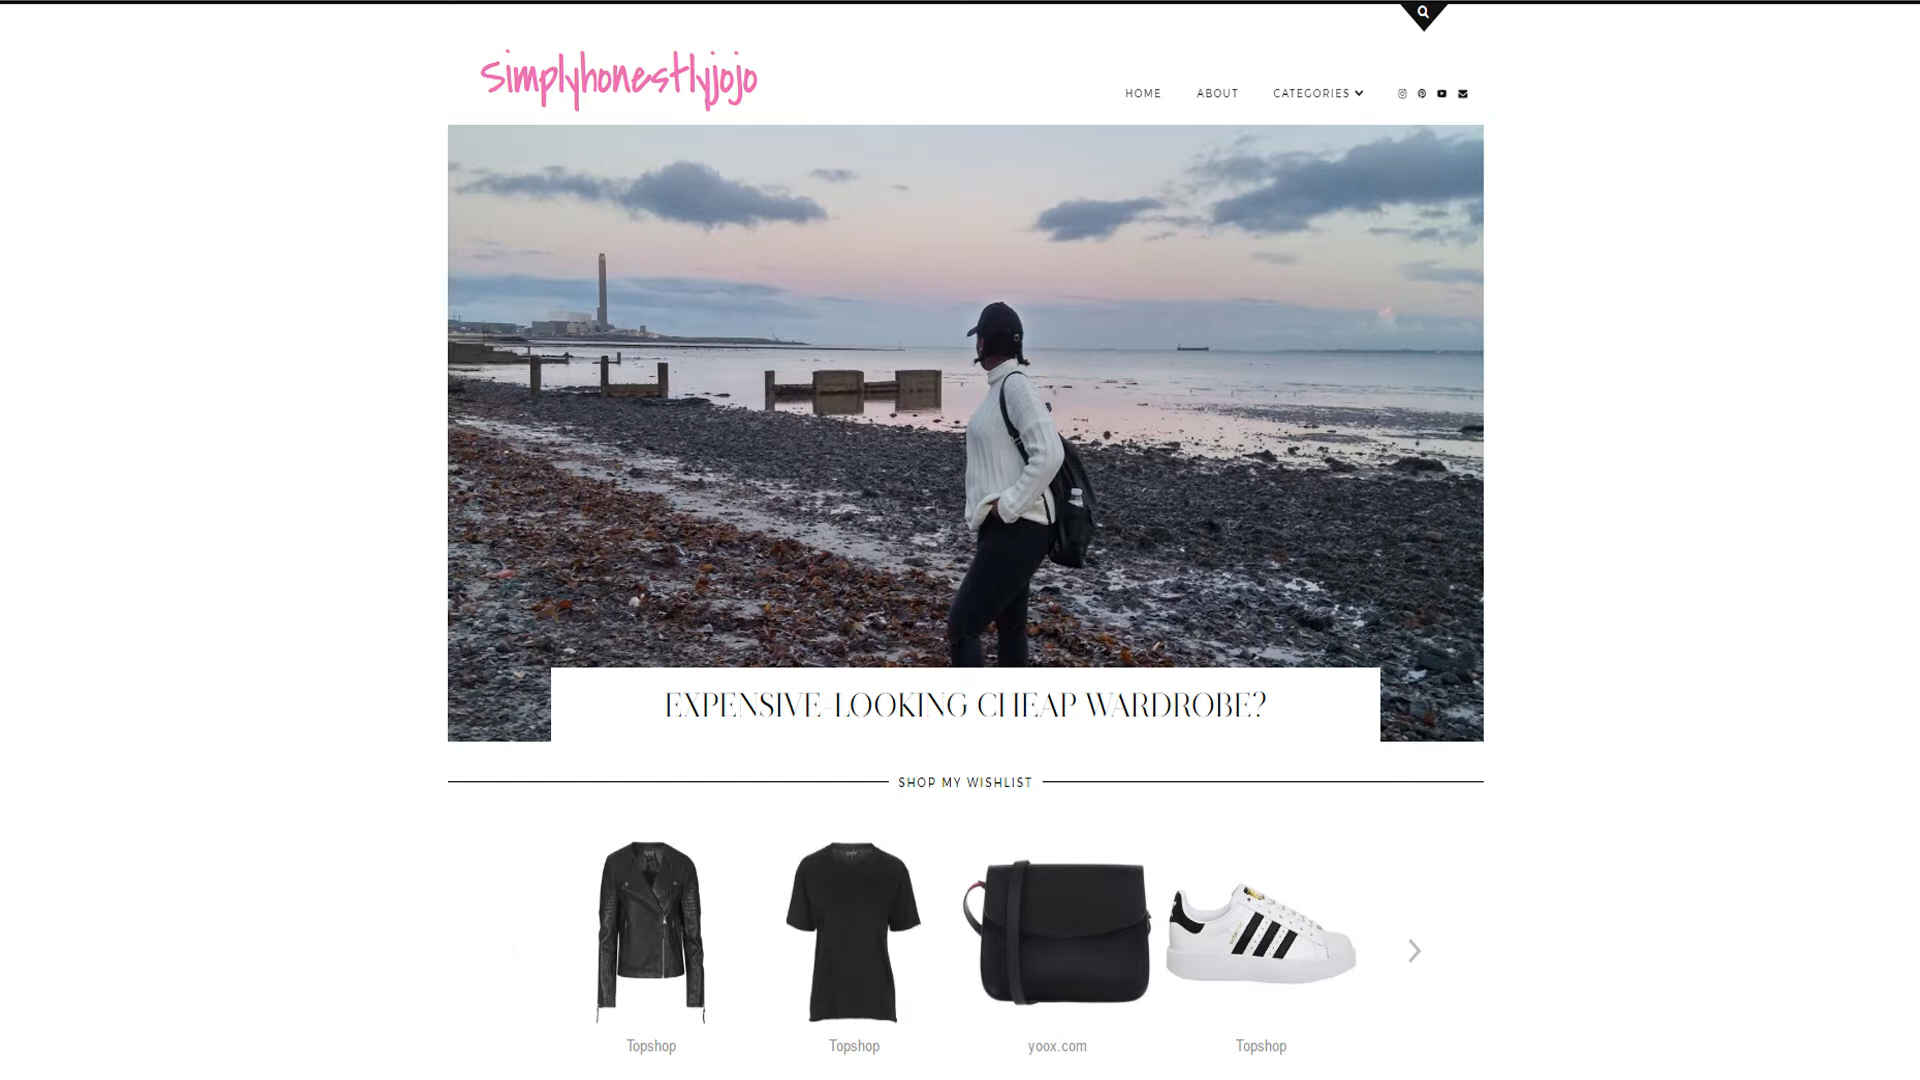 Simplyhonestlyjojo
HOME ABOUT CATEGORIES
EXPENSIVE-LOOKING CHEAP WARDROBE?
SHOP MY WISHLIST
Topshop Topshop yoox.com Topshop